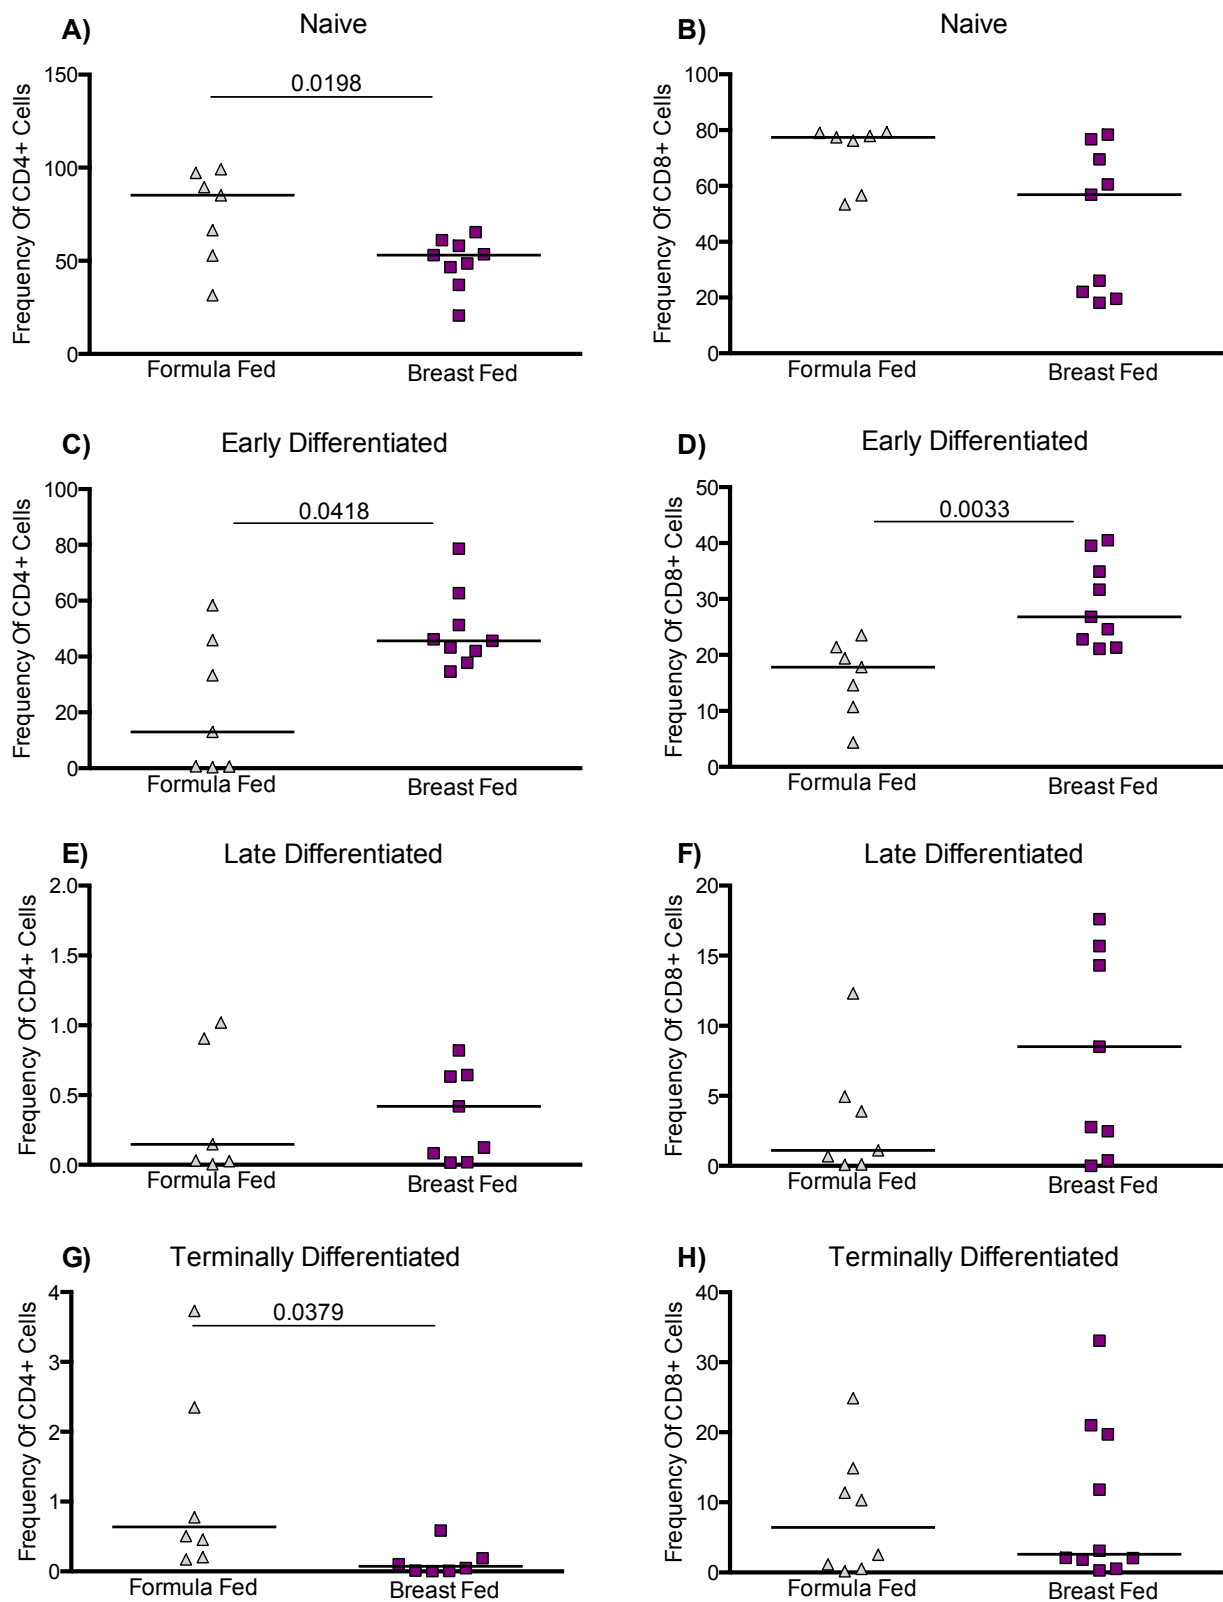 A) Naive
Frequency Of CD4+ Cells
150
100
50
0
0.0198
Formula Fed Breast Fed
B) Naive
Frequency Of CD8+ Cells
100
80
60
40
20
0
Formula Fed Breast Fed
C) Early Differentiated
Frequency Of CD4+ Cells
100
80
60
40
20
0
0.0418
Formula Fed Breast Fed
D) Early Differentiated
Frequency Of CD8+ Cells
50
40
30
20
10
0
0.0033
Formula Fed Breast Fed
E) Late Differentiated
Frequency Of CD4+ Cells
2.0
1.5
1.0
0.5
0.0
Formula Fed Breast Fed
F) Late Differentiated
Frequency Of CD8+ Cells
20
15
10
5
0
Formula Fed Breast Fed
G) Terminally Differentiated
Frequency Of CD4+ Cells
4
3
2
1
0
0.0379
Formula Fed Breast Fed
H) Terminally Differentiated
Frequency Of CD8+ Cells
40
30
20
10
0
Formula Fed Breast Fed